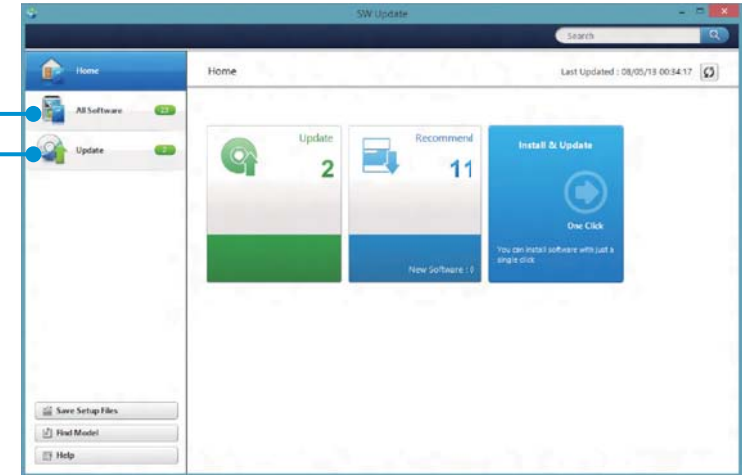 SW Update
Search
Home
Home
Last Updated : 08/05/13 00:34:17
All Software
23
Update
2
Update
2
Recommend
11
New Software :
Install & Update
One Click
You can install software with just a
single click
Save Setup Files
Find Model
Help